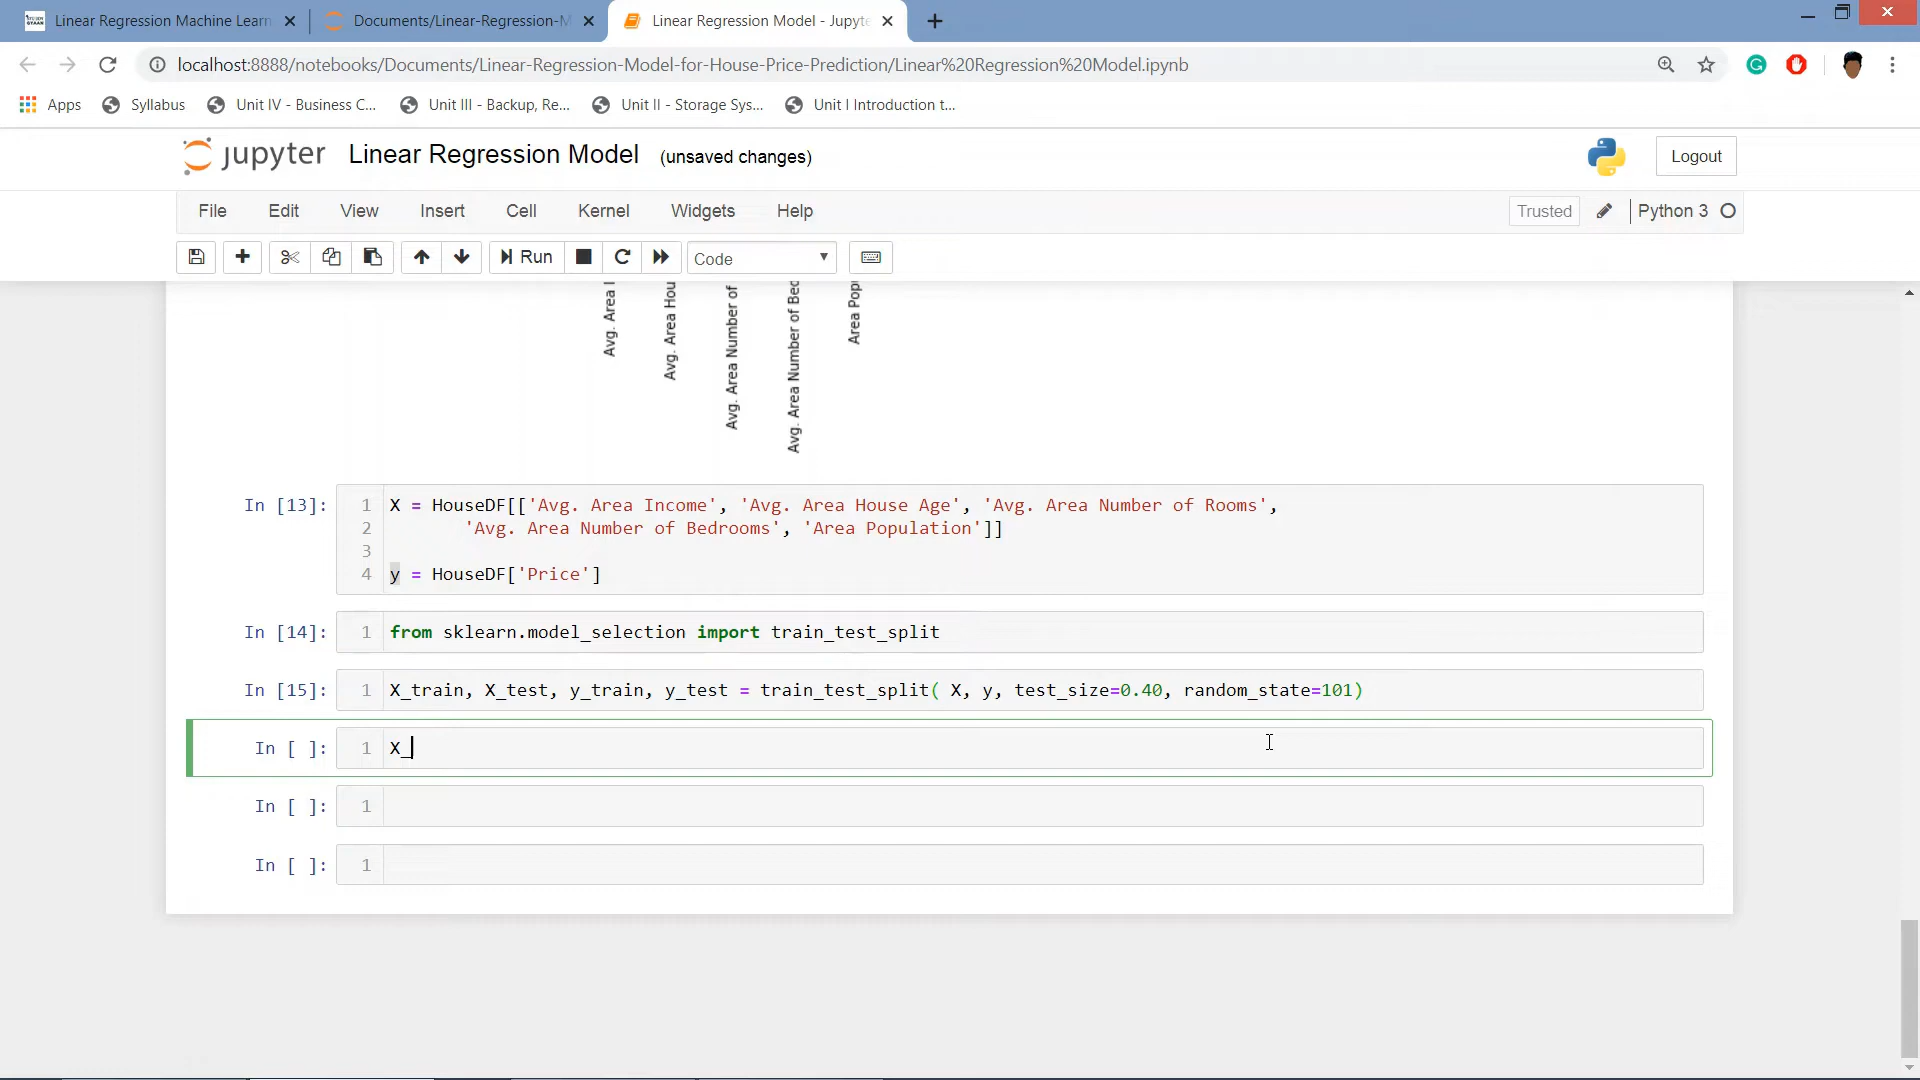 Linear Regression Machine Learn
Documents/Linear-Regression-M
Linear Regression Model - Jupyte
localhost:8888/notebooks/Documents/Linear-Regression-Model-for-House-Price-Prediction/Linear%20Regression%20Model.ipynb
Apps Syllabus Unit IV - Business C... Unit III - Backup, Re... Unit II - Storage Sys... Unit I Introduction t...
jupyter Linear Regression Model (unsaved changes) Logout
File Edit View Insert Cell Kernel Widgets Help Trusted Python 3
Run Code
Avg. Area I
Avg. Area Hou
Avg. Area Number of
Avg. Area Number of Bed
Area Popu
In [13]: 1 X = HouseDF[['Avg. Area Income', 'Avg. Area House Age', 'Avg. Area Number of Rooms',
2 'Avg. Area Number of Bedrooms', 'Area Population']]
3
4 y = HouseDF['Price']
In [14]: 1 from sklearn.model_selection import train_test_split
In [15]: 1 X_train, X_test, y_train, y_test = train_test_split( X, y, test_size=0.40, random_state=101)
In [ ]: 1 X_
In [ ]: 1
In [ ]: 1